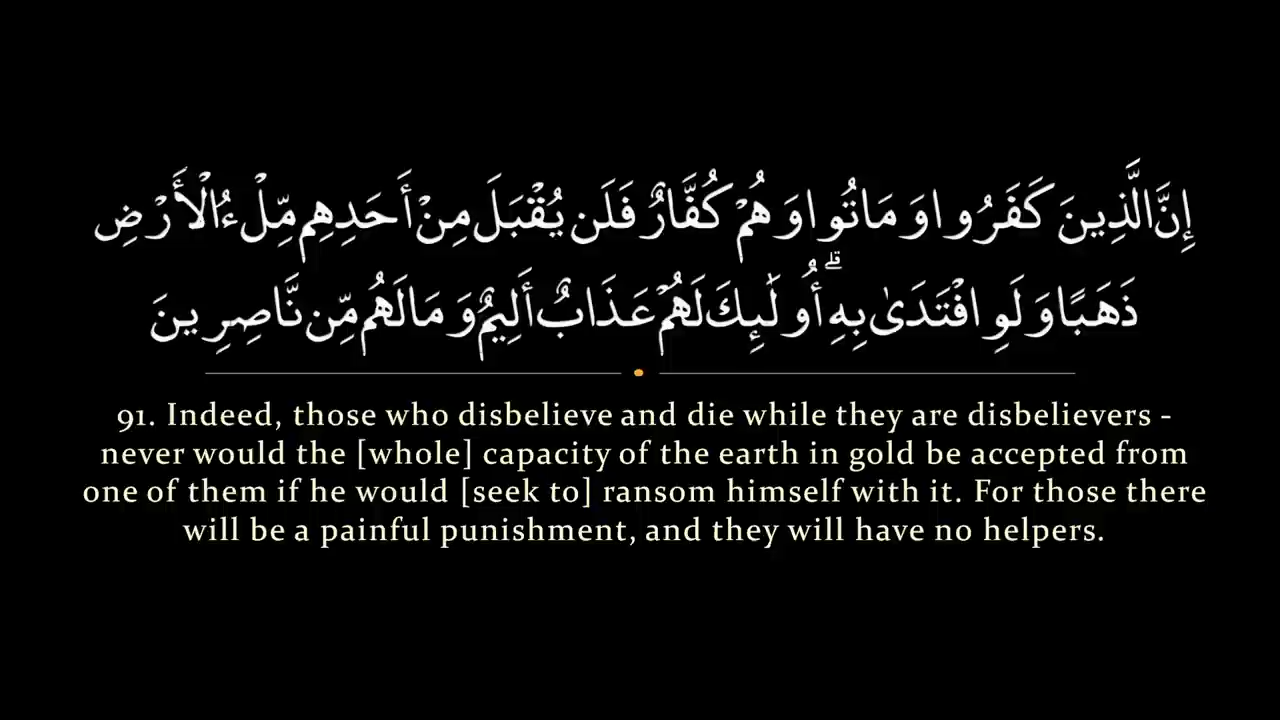 إِنَّ الَّذِينَ كَفَرُوا وَمَاتُوا وَهُمْ كُفَّارٌ فَلَن يُقْبَلَ مِنْ أَحَدِهِم مِّلْءُ الْأَرْضِ
ذَهَبًا وَلَوِ افْتَدَىٰ بِهِ ۗ أُولَٰئِكَ لَهُمْ عَذَابٌ أَلِيمٌ وَمَا لَهُم مِّن نَّاصِرِينَ
91. Indeed, those who disbelieve and die while they are disbelievers -
never would the [whole] capacity of the earth in gold be accepted from
one of them if he would [seek to] ransom himself with it. For those there
will be a painful punishment, and they will have no helpers.